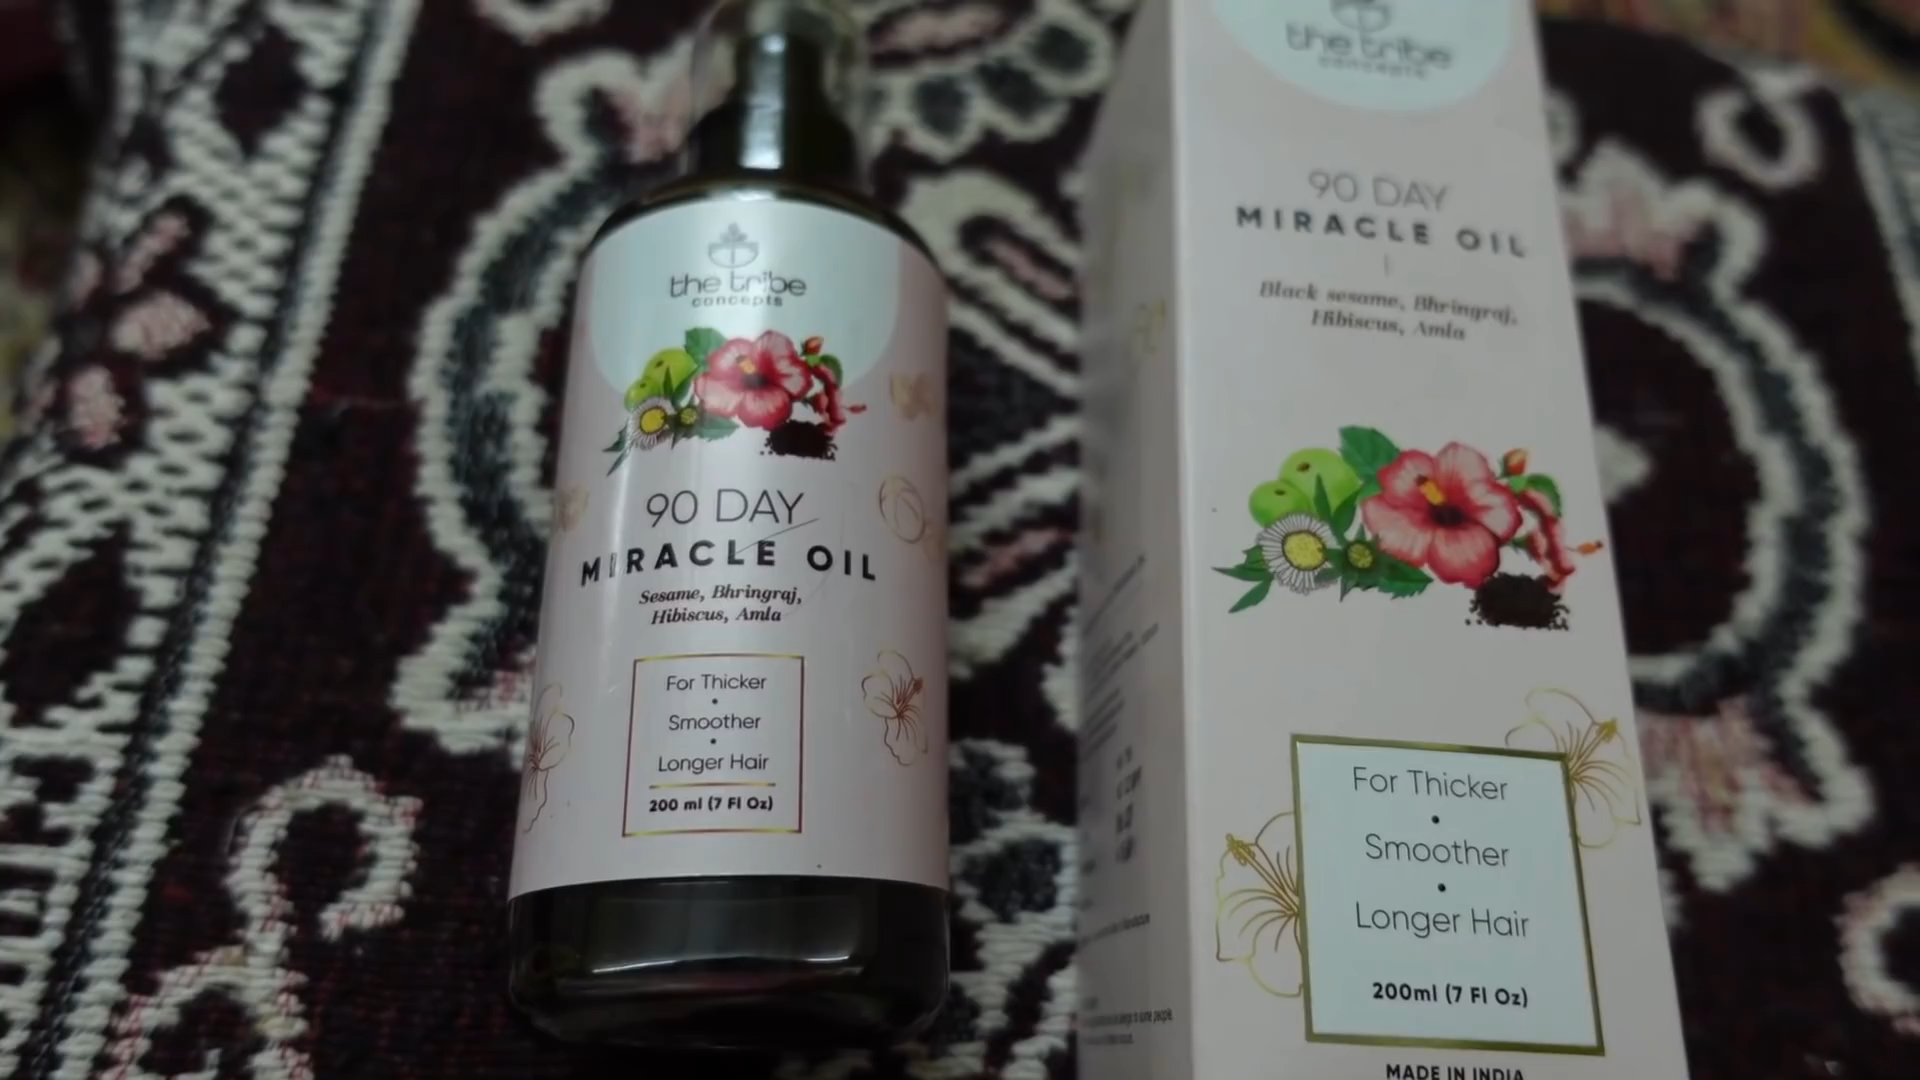 the tribe
concepts
90 DAY
MIRACLE OIL
Sesame, Bhringraj,
Hibiscus, Amla
For Thicker
•
Smoother
•
Longer Hair
200 ml (7 Fl Oz)
the tribe
concepts
90 DAY
MIRACLE OIL
Black sesame, Bhringraj,
Hibiscus, Amla
For Thicker
•
Smoother
•
Longer Hair
200ml (7 Fl Oz)
MADE IN INDIA